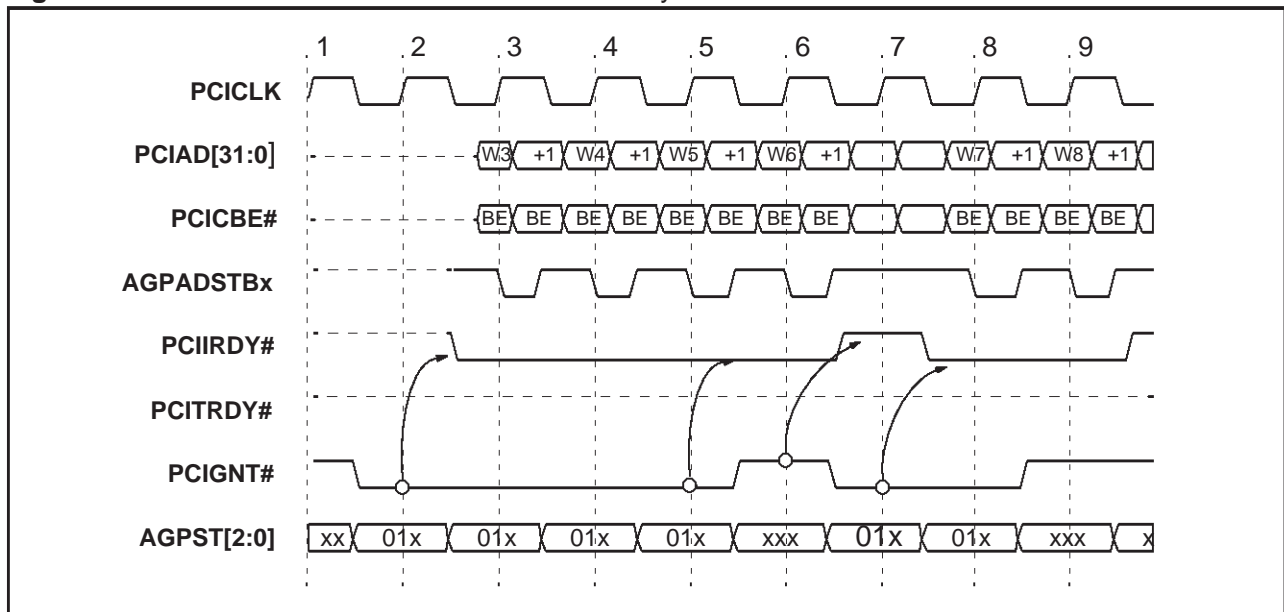 .1 .2 .3 .4 .5 .6 .7 .8 .9
PCICLK
PCIAD[31:0] W3 +1 W4 +1 W5 +1 W6 +1 W7 +1 W8 +1
PCICBE# BE BE BE BE BE BE BE BE BE BE BE BE
AGPADSTBx
PCIIRDY#
PCITRDY#
PCIGNT#
AGPST[2:0] xx 01x 01x 01x 01x xxx 01x 01x xxx x